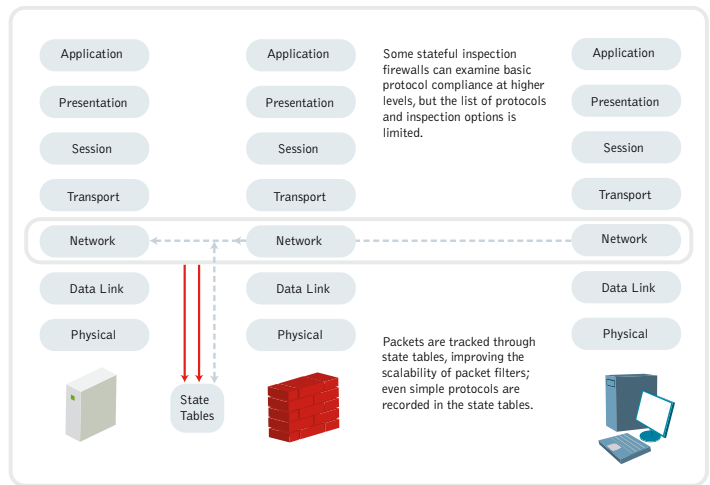 Application
Presentation
Session
Transport
Network
Data Link
Physical
State
Tables
Application
Presentation
Session
Transport
Network
Data Link
Physical
Some stateful inspection
firewalls can examine basic
protocol compliance at higher
levels, but the list of protocols
and inspection options is
limited.
Packets are tracked through
state tables, improving the
scalability of packet filters;
even simple protocols are
recorded in the state tables.
Application
Presentation
Session
Transport
Network
Data Link
Physical